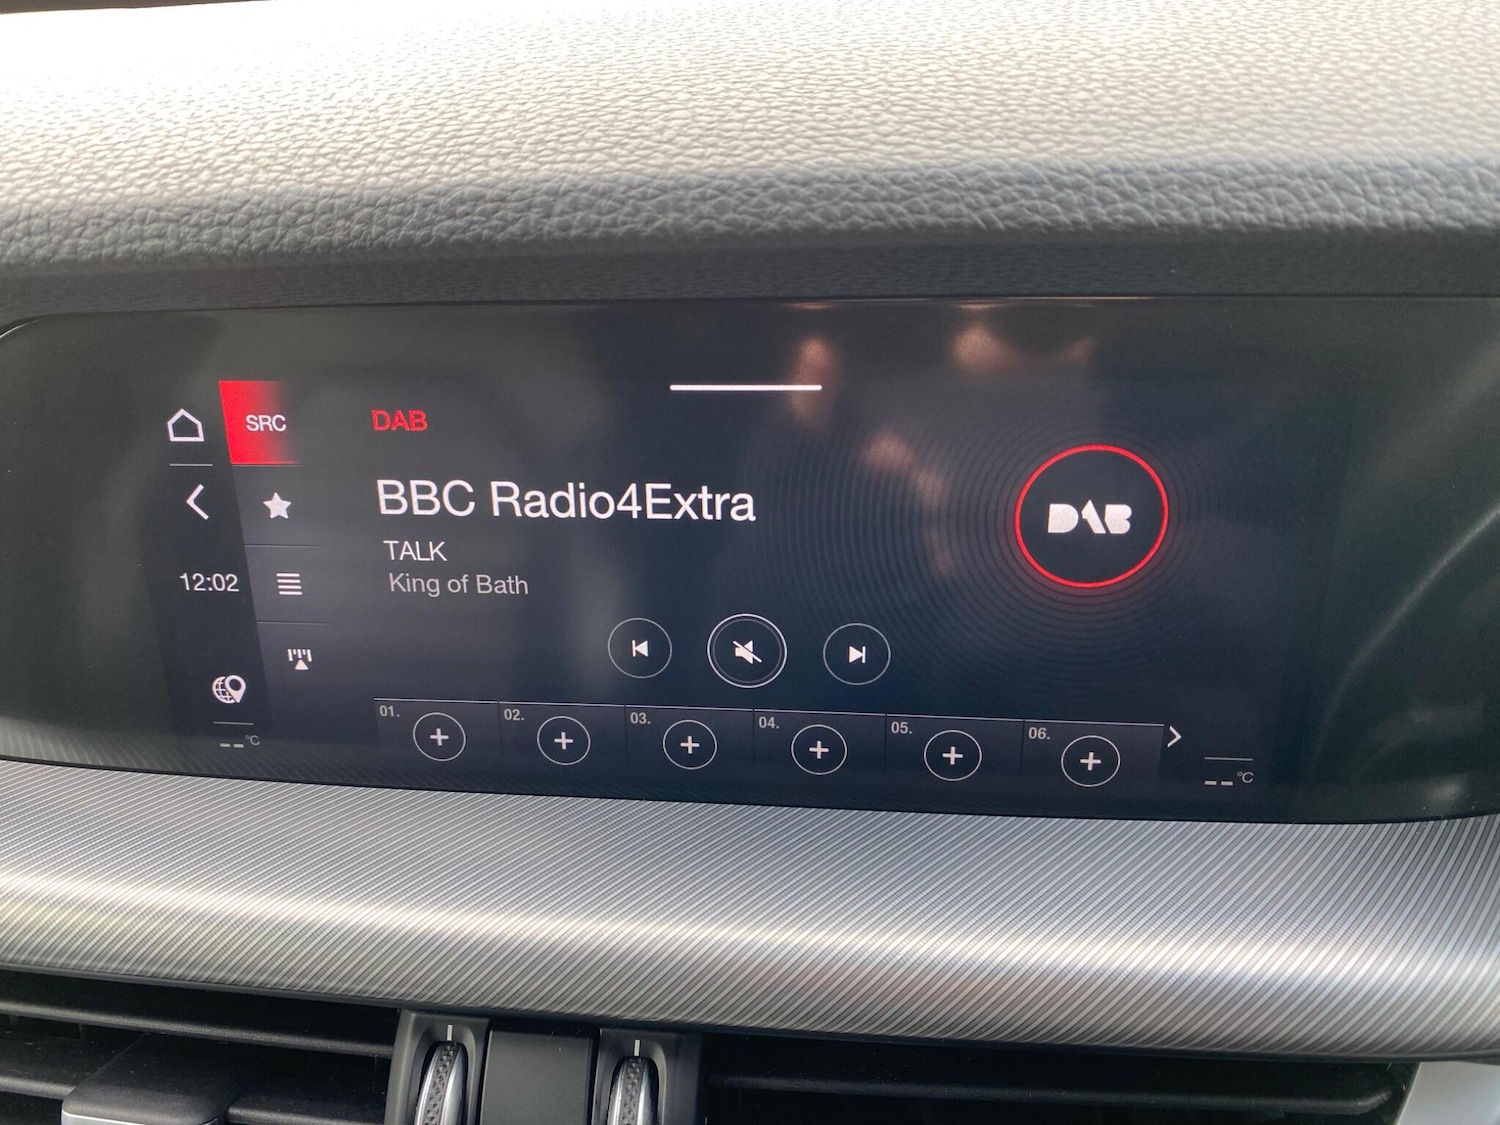 SRC
DAB
BBC Radio4Extra
DAB
TALK
12:02
King of Bath
01.
02.
03.
04.
05.
06.
--°C
--°C